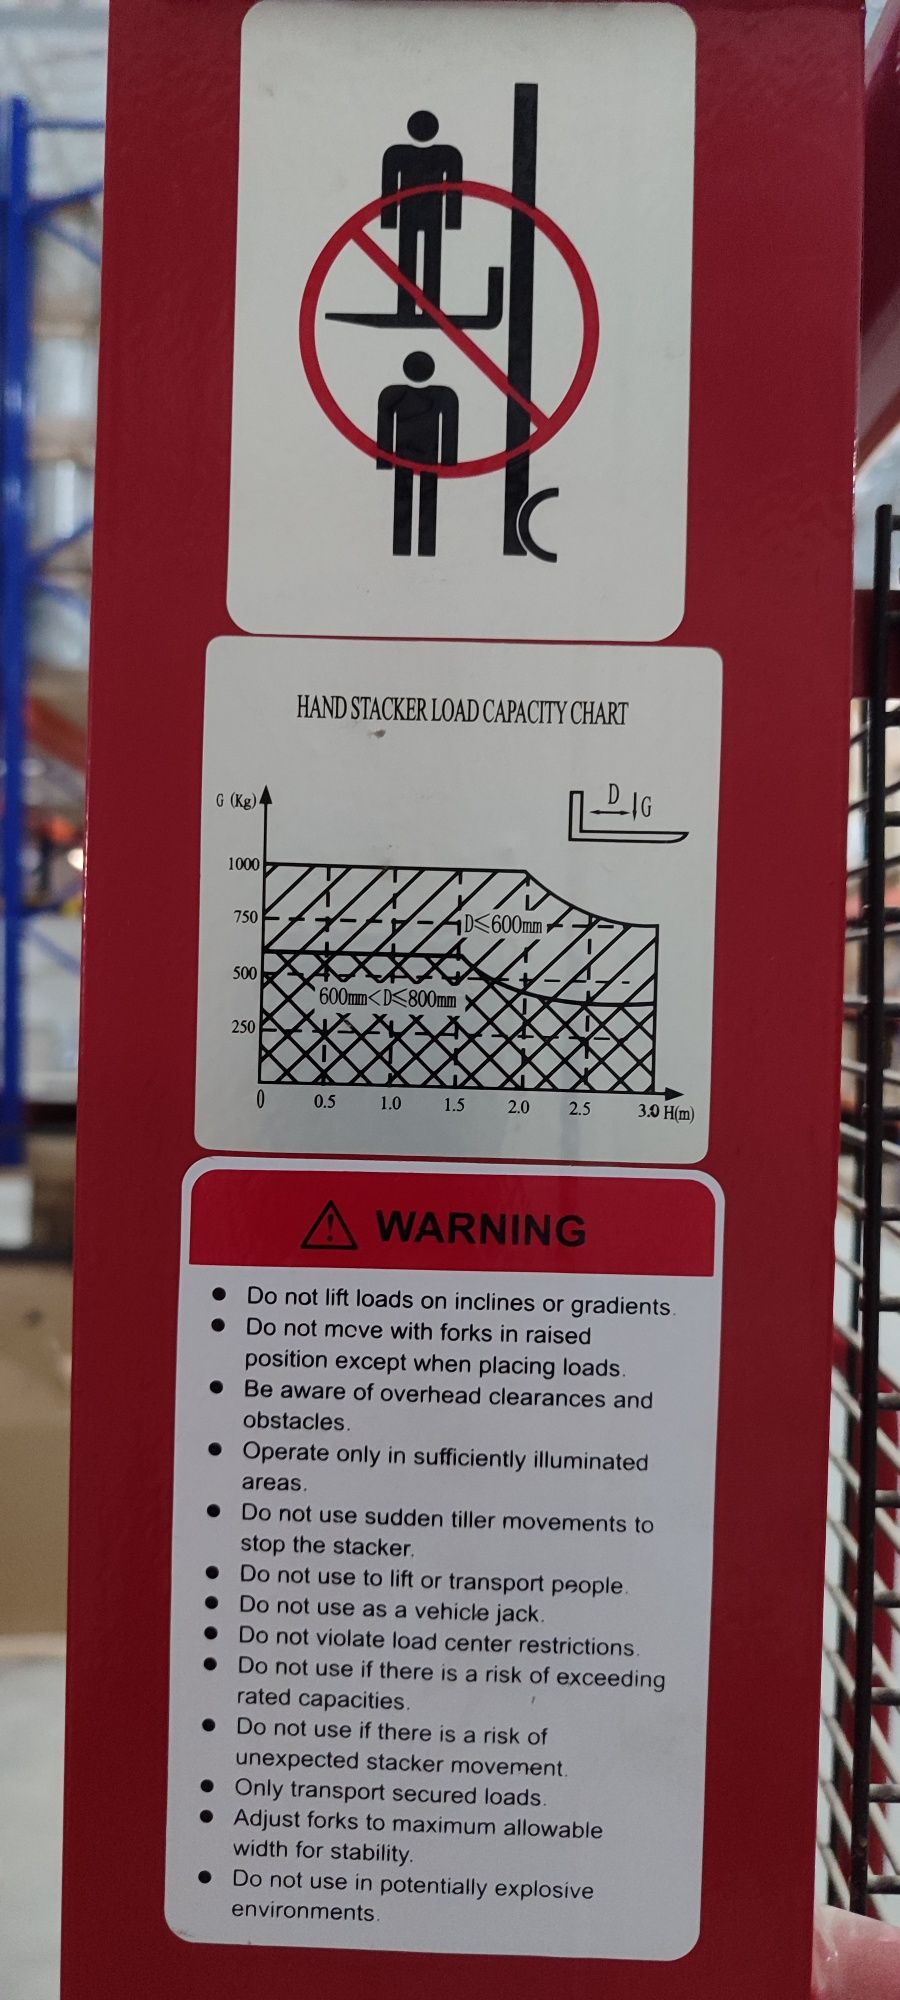 HAND STACKER LOAD CAPACITY CHART
G (Kg)
D
G
1000
750
D≤600mm
500
600mm<D≤800mm
250
0 0.5 1.0 1.5 2.0 2.5 3.0 H(m)
WARNING
● Do not lift loads on inclines or gradients.
● Do not move with forks in raised
position except when placing loads.
● Be aware of overhead clearances and
obstacles.
● Operate only in sufficiently illuminated
areas.
● Do not use sudden tiller movements to
stop the stacker.
● Do not use to lift or transport people.
● Do not use as a vehicle jack.
● Do not violate load center restrictions.
● Do not use if there is a risk of exceeding
rated capacities.
● Do not use if there is a risk of
unexpected stacker movement.
● Only transport secured loads.
● Adjust forks to maximum allowable
width for stability.
● Do not use in potentially explosive
environments.